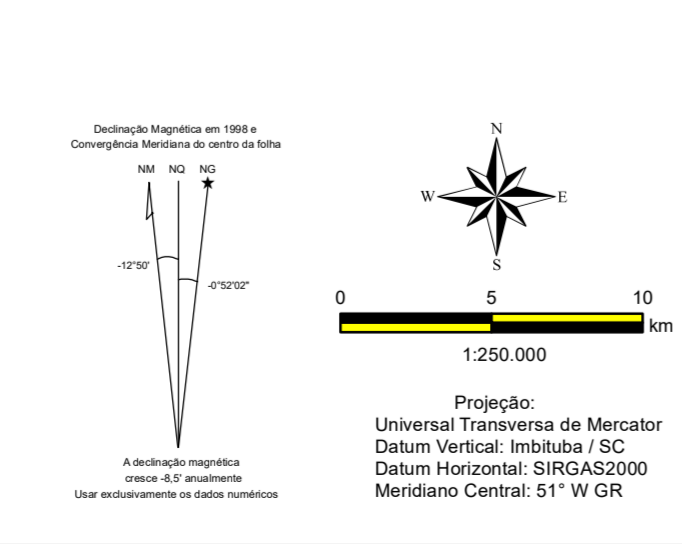 Declinação Magnética em 1998 e
Convergência Meridiana do centro da folha
NM NQ NG
-12°50'
-0°52'02"
A declinação magnética
cresce -8,5' anualmente
Usar exclusivamente os dados numéricos
N
W E
S
0 5 10
km
1:250.000
Projeção:
Universal Transversa de Mercator
Datum Vertical: Imbituba / SC
Datum Horizontal: SIRGAS2000
Meridiano Central: 51° W GR